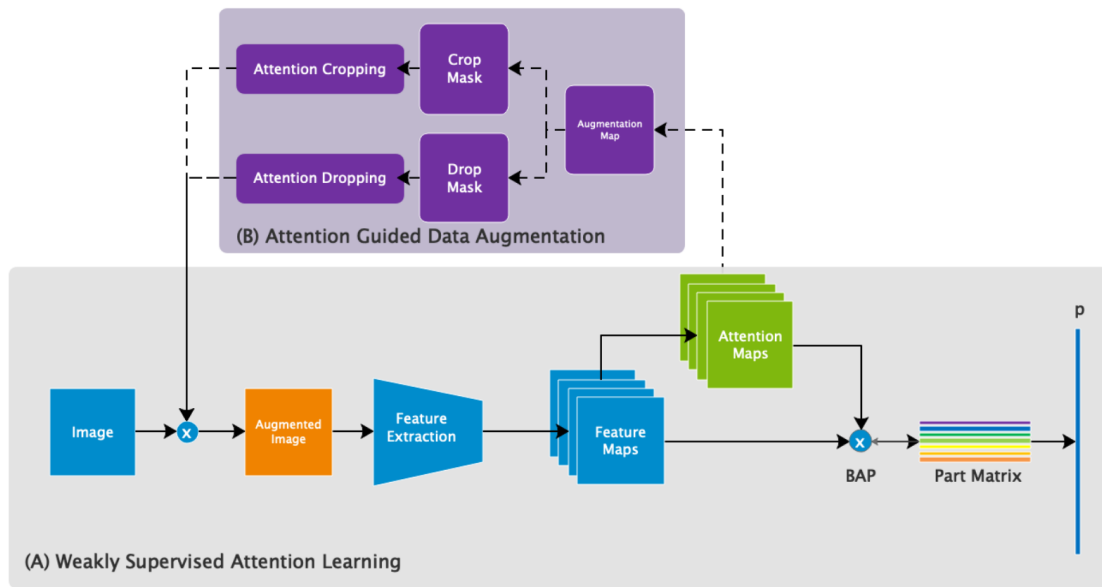 Attention Cropping
Crop
Mask
Augmentation
Map
Attention Dropping
Drop
Mask
(B) Attention Guided Data Augmentation
p
Attention
Maps
Image
x
Augmented
Image
Feature
Extraction
Feature
Maps
x
BAP
Part Matrix
(A) Weakly Supervised Attention Learning